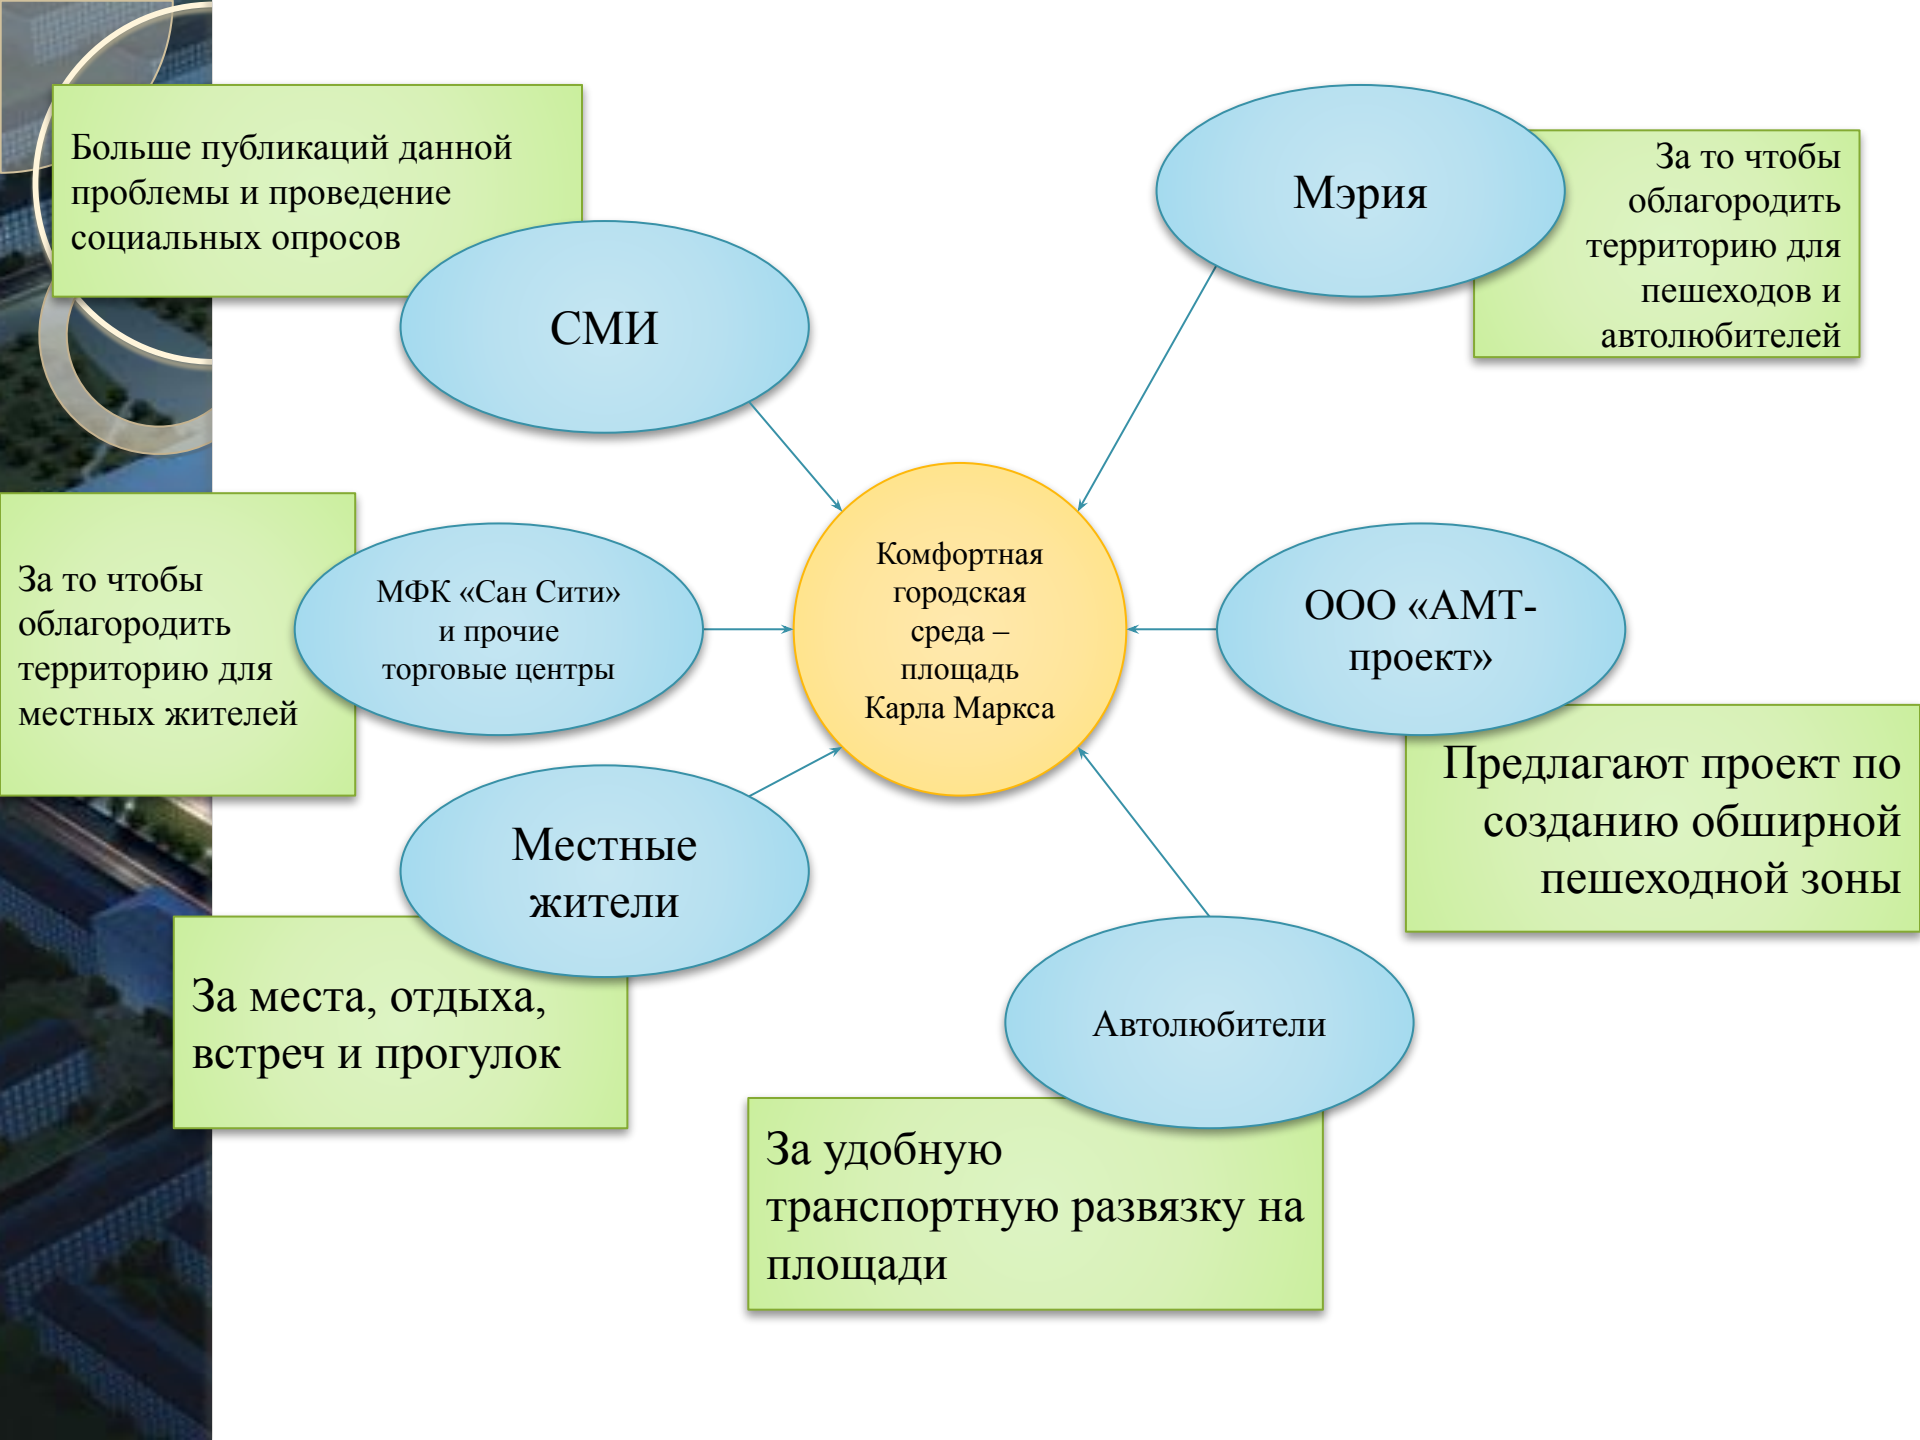 Больше публикаций данной
проблемы и проведение
социальных опросов
СМИ
Мэрия
За то чтобы
облагородить
территорию для
пешеходов и
автолюбителей
За то чтобы
облагородить
территорию для
местных жителей
МФК «Сан Сити»
и прочие
торговые центры
Комфортная
городская
среда –
площадь
Карла Маркса
ООО «АМТ-
проект»
Предлагают проект по
созданию обширной
пешеходной зоны
Местные
жители
За места, отдыха,
встреч и прогулок
Автолюбители
За удобную
транспортную развязку на
площади